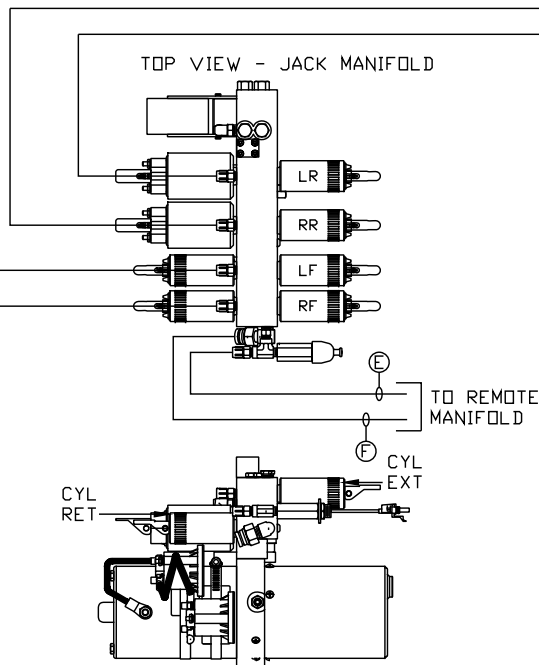 TOP VIEW - JACK MANIFOLD
LR
RR
LF
RF
E
TO REMOTE
MANIFOLD
F
CYL
EXT
CYL
RET